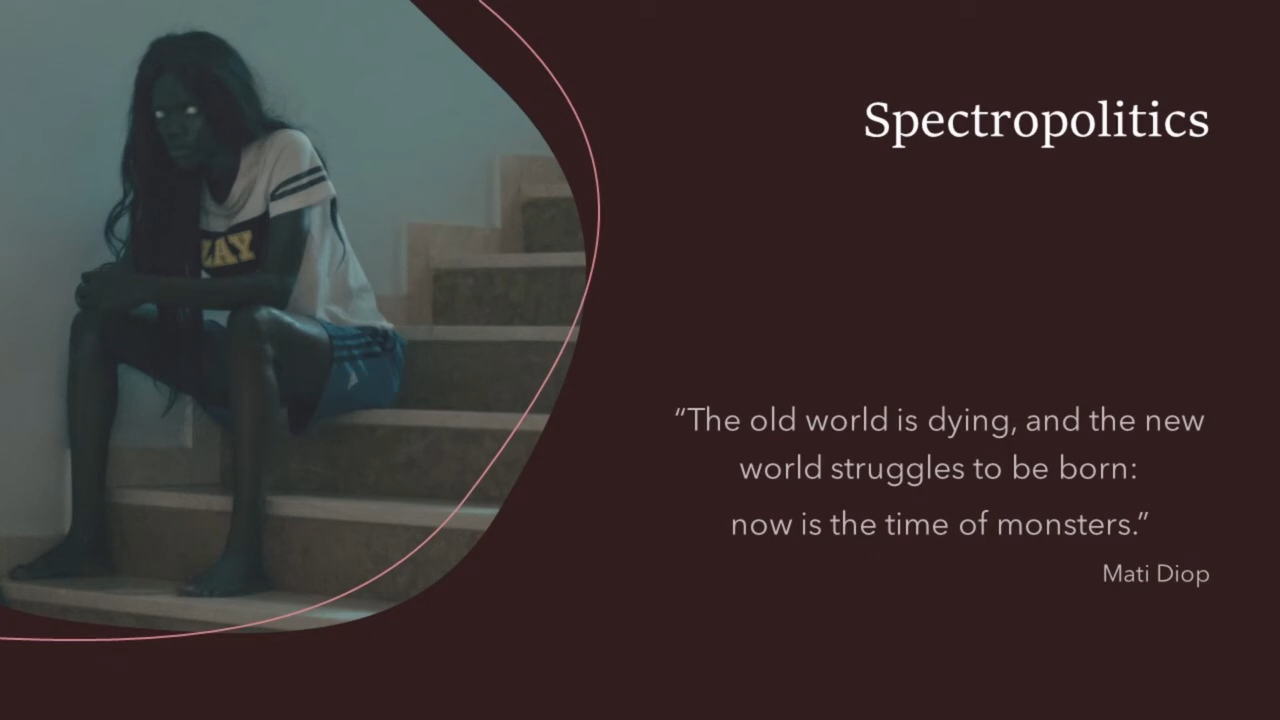 Spectropolitics
LAY
“The old world is dying, and the new
world struggles to be born:
now is the time of monsters.”
Mati Diop